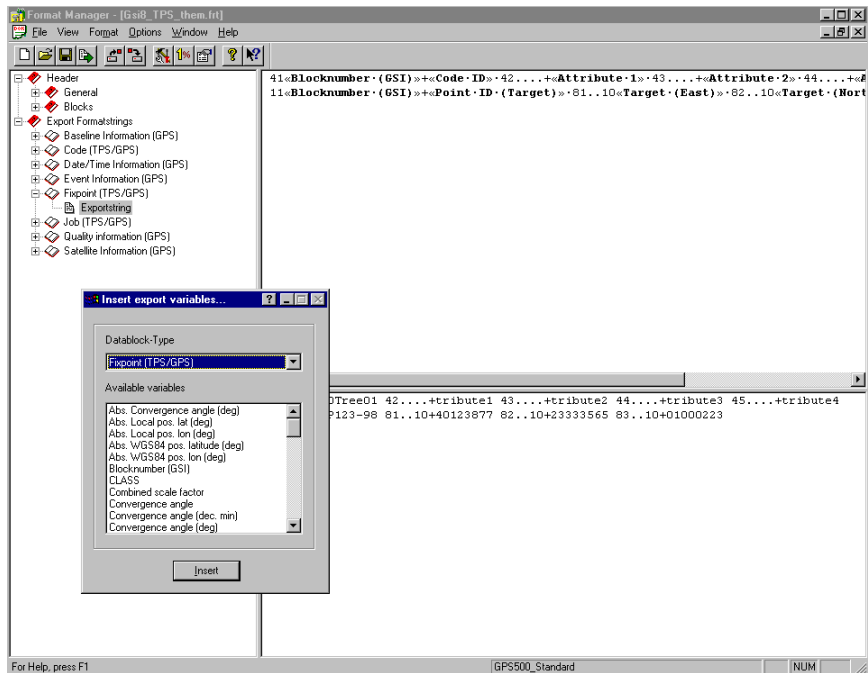 Format Manager - [Gsi8_TPS_them.frt]
File View Format Options Window Help
1%
Header
General
Blocks
Export Formatstrings
Baseline Information (GPS)
Code (TPS/GPS)
Date/Time Information (GPS)
Event Information (GPS)
Fixpoint (TPS/GPS)
Exportstring
Job (TPS/GPS)
Quality information (GPS)
Satellite Information (GPS)
41«Blocknumber·(GSI)»+«Code·ID»·42....+«Attribute·1»·43....+«Attribute·2»·44....+«A
11«Blocknumber·(GSI)»+«Point·ID·(Target)»·81..10«Target·(East)»·82..10«Target·(Nort
Insert export variables...
Datablock-Type
Fixpoint (TPS/GPS)
Available variables
Abs. Convergence angle (deg)
Abs. Local pos. lat (deg)
Abs. Local pos. lon (deg)
Abs. WGS84 pos. latitude (deg)
Abs. WGS84 pos. lon (deg)
Blocknumber (GSI)
CLASS
Combined scale factor
Convergence angle
Convergence angle (dec. min)
Convergence angle (deg)
Insert
Tree01 42....+tribute1 43....+tribute2 44....+tribute3 45....+tribute4
P123-98 81..10+40123877 82..10+23333565 83..10+01000223
For Help, press F1
GPS500_Standard
NUM